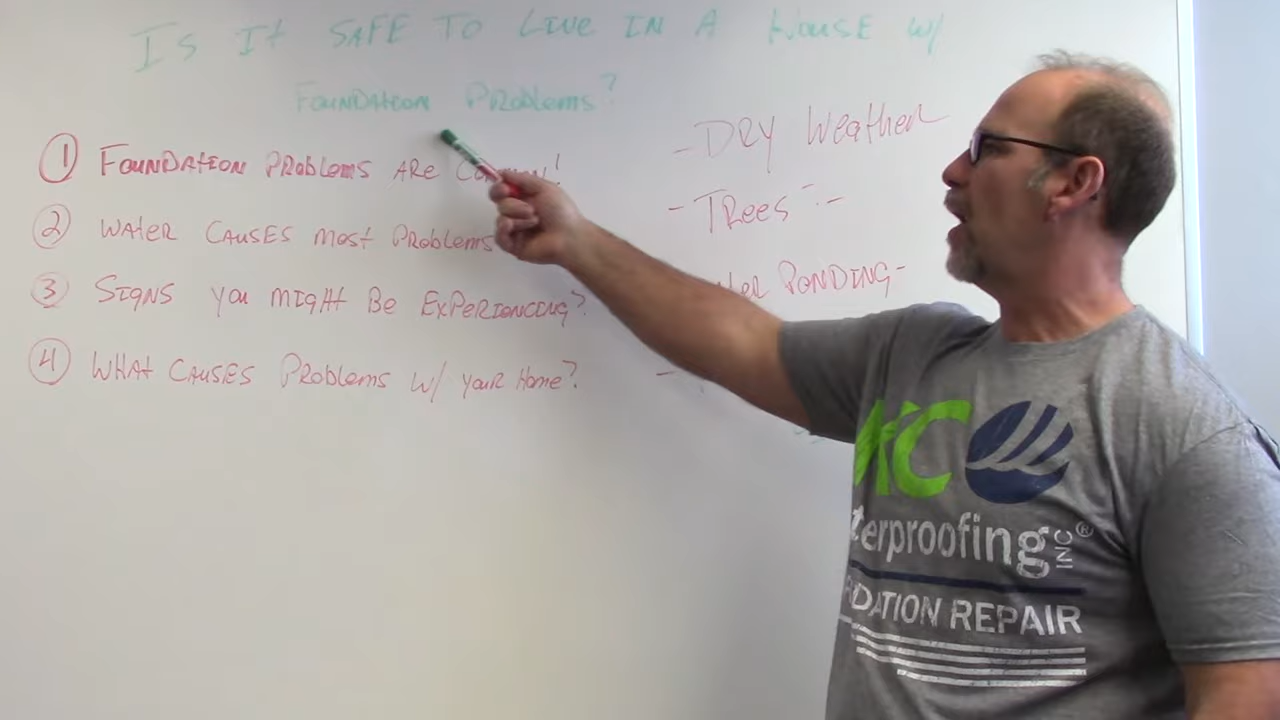 Is It SAFE TO LIVE IN A HOUSE W/
FOUNDATION PROBLEMS?
① FOUNDATION PROBLEMS ARE
② WATER CAUSES MOST PROBLEMS
③ SIGNS YOU MIGHT BE EXPERIENCING?
④ WHAT CAUSES PROBLEMS W/ YOUR HOME?
- DRY Weather
- TREES -
PONDING-
erproofing INC ®
DATION REPAIR